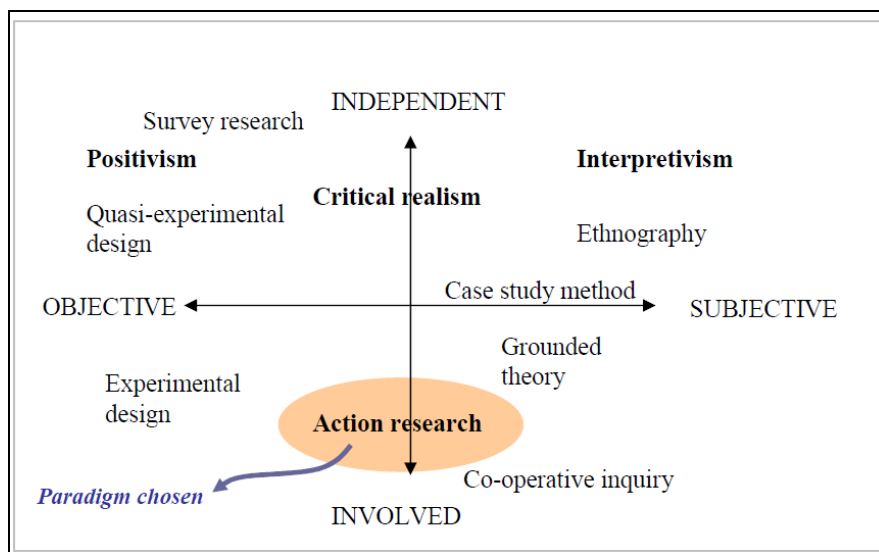 INDEPENDENT
Survey research
Positivism
Interpretivism
Critical realism
Quasi-experimental
design
Ethnography
Case study method
OBJECTIVE
SUBJECTIVE
Grounded
theory
Experimental
design
Action research
Co-operative inquiry
Paradigm chosen
INVOLVED